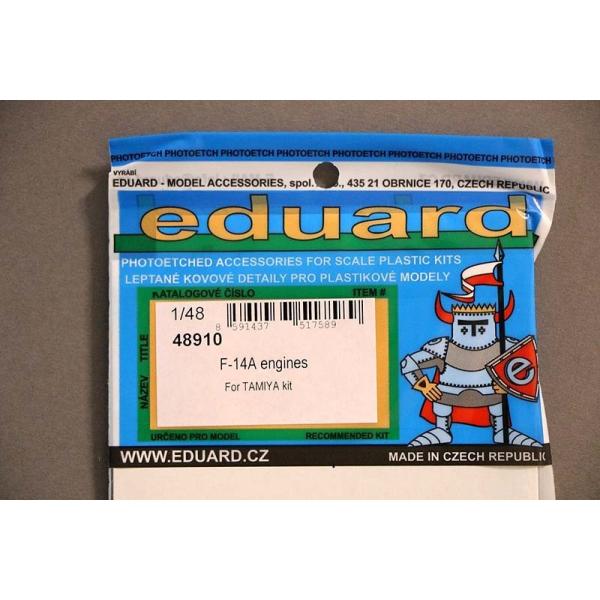 PHOTOETCH PHOTOETCH PHOTOETCH PHOTOETCH PHOTOETCH PHOTOETCH PHOTOETCH PHOTOETCH
VYRÁBÍ
EDUARD - MODEL ACCESSORIES, spol. , 435 21 OBRNICE 170, CZECH REPUBLIC
eduard
PHOTOETCHED ACCESSORIES FOR SCALE PLASTIC KITS
LEPTANÉ KOVOVÉ DETAILY PRO PLASTIKOVÉ MODELY
KATALOGOVÉ ČÍSLO ITEM #
1/48
8 591437 517589
48910
F-14A engines
For TAMIYA kit
NÁZEV TITLE
e
URČENO PRO MODEL RECOMMENDED KIT
WWW.EDUARD.CZ MADE IN CZECH REPUBLIC